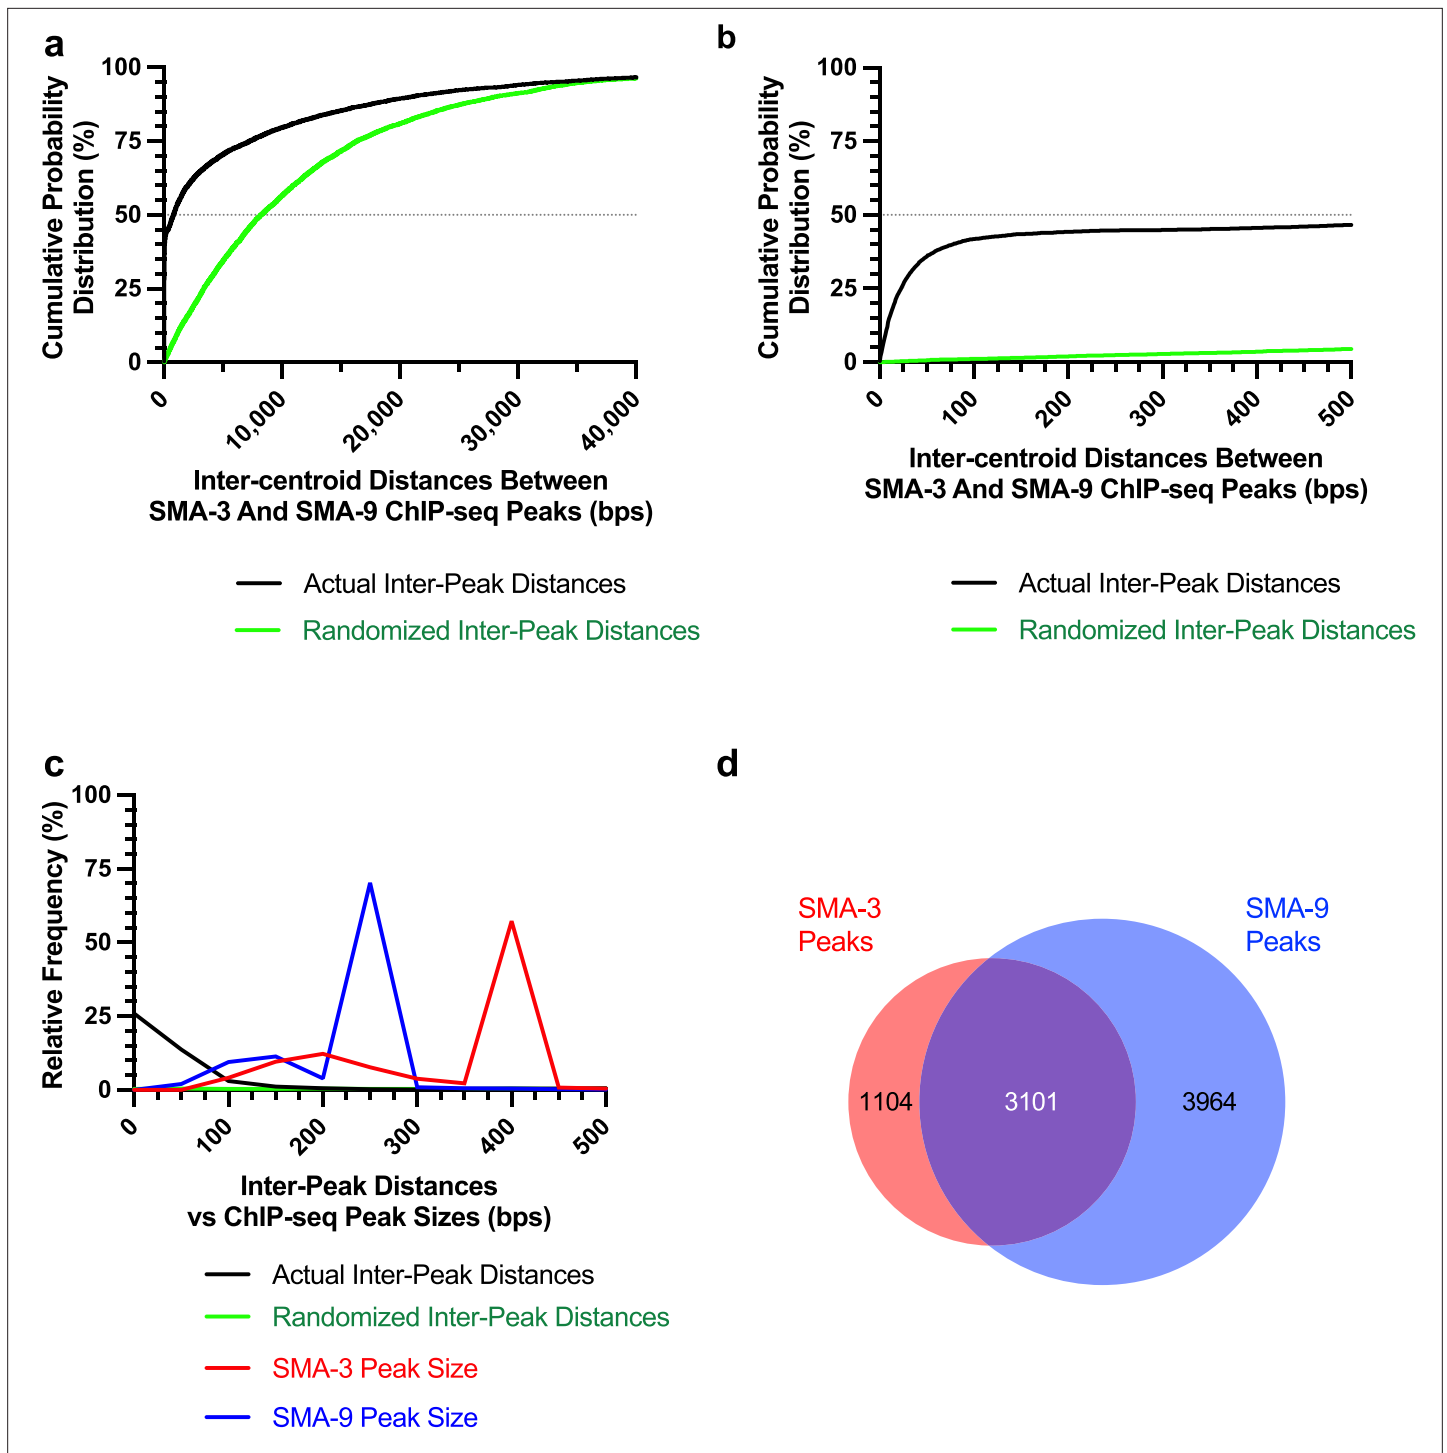 a
100
75
50
25
0
Cumulative Probability
Distribution (%)
0
10,000
20,000
30,000
40,000
Inter-centroid Distances Between
SMA-3 And SMA-9 ChIP-seq Peaks (bps)
Actual Inter-Peak Distances
Randomized Inter-Peak Distances
b
100
75
50
25
0
Cumulative Probability
Distribution (%)
0
100
200
300
400
500
Inter-centroid Distances Between
SMA-3 And SMA-9 ChIP-seq Peaks (bps)
Actual Inter-Peak Distances
Randomized Inter-Peak Distances
c
100
75
50
25
0
Relative Frequency (%)
0
100
200
300
400
500
Inter-Peak Distances
vs ChIP-seq Peak Sizes (bps)
Actual Inter-Peak Distances
Randomized Inter-Peak Distances
SMA-3 Peak Size
SMA-9 Peak Size
d
SMA-3
Peaks
SMA-9
Peaks
1104
3101
3964